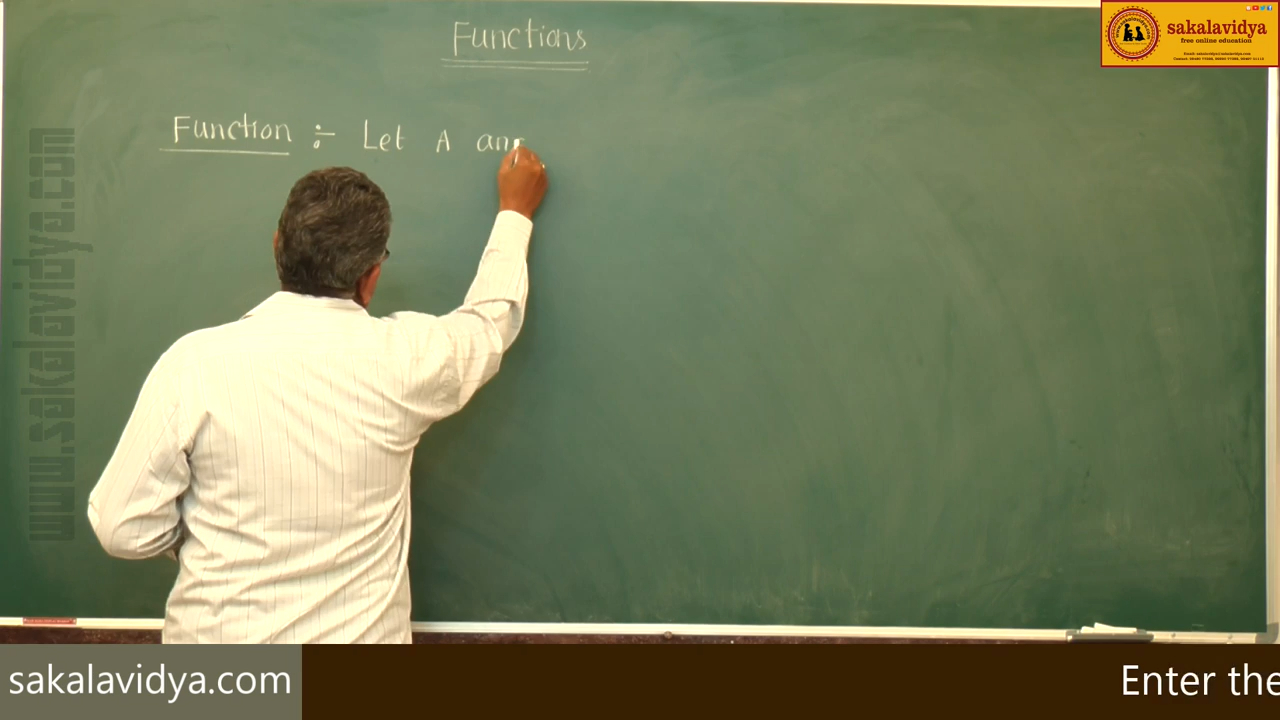 Functions
sakalavidya
free online education
Function :- Let A an
www.sakalavidya.com
sakalavidya.com
Enter the